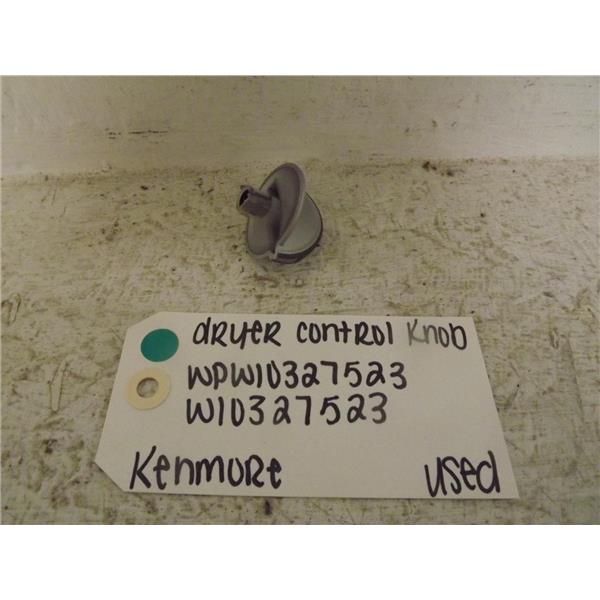 dryer control knob
WPW10327523
W10327523
Kenmore used